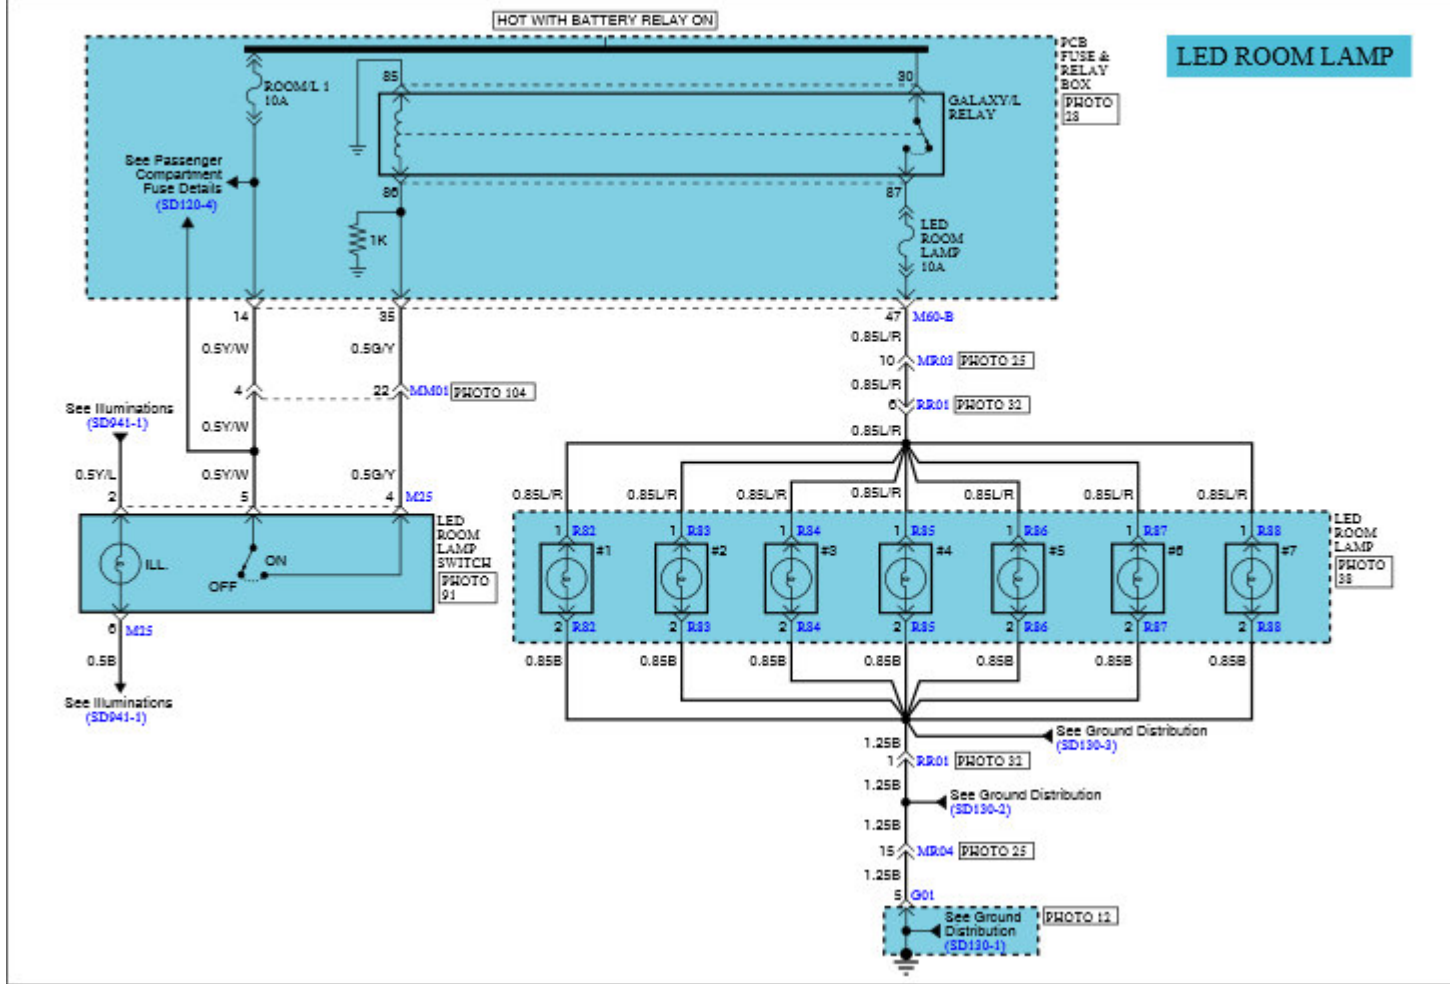 HOT WITH BATTERY RELAY ON
LED ROOM LAMP
PCB
FUSE &
RELAY
BOX
PHOTO
28
ROOM/L 1
10A
85
30
GALAXY/L
RELAY
See Passenger
Compartment
Fuse Details
(SD120-4)
86
87
1K
LED
ROOM
LAMP
10A
14
35
47
M60-B
0.5Y/W
0.5G/Y
0.85L/R
10
MR03
PHOTO 25
4
22
MM01
PHOTO 104
0.85L/R
6
RR01
PHOTO 32
See Illuminations
(SD941-1)
0.5Y/W
0.85L/R
0.5Y/L
0.5Y/W
0.5G/Y
2
5
4
M25
0.85L/R
0.85L/R
0.85L/R
0.85L/R
0.85L/R
0.85L/R
0.85L/R
LED
ROOM
LAMP
SWITCH
PHOTO
91
ILL.
ON
OFF
1 R82
1 R83
1 R84
1 R85
1 R86
1 R87
1 R88
LED
ROOM
LAMP
PHOTO
38
#1
#2
#3
#4
#5
#6
#7
2 R82
2 R83
2 R84
2 R85
2 R86
2 R87
2 R88
6
M25
0.5B
See Illuminations
(SD941-1)
0.85B
0.85B
0.85B
0.85B
0.85B
0.85B
0.85B
See Ground Distribution
(SD130-3)
1.25B
1
RR01
PHOTO 32
1.25B
See Ground Distribution
(SD130-2)
1.25B
15
MR04
PHOTO 25
1.25B
5
G01
See Ground
Distribution
(SD130-1)
PHOTO 12